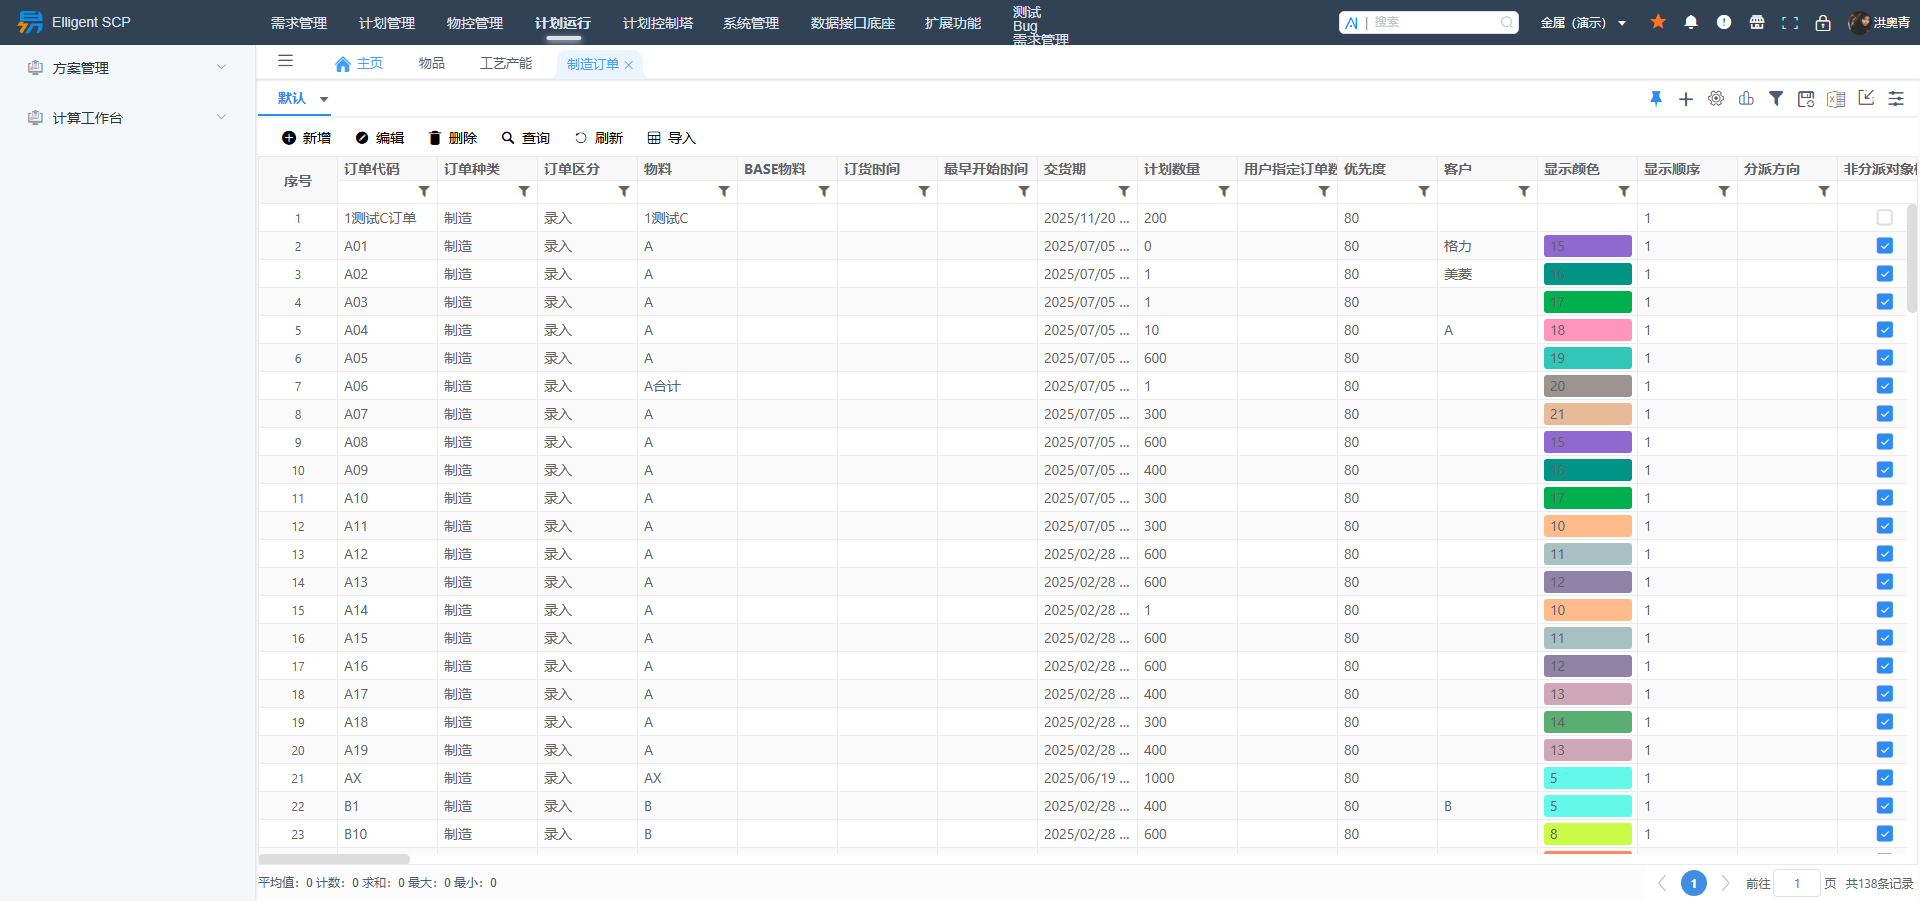 Elligent SCP
需求管理 计划管理 物控管理 计划运行 计划控制塔 系统管理 数据接口底座 扩展功能
测试
Bug
需求管理
AI | 搜索
金属（演示）
洪奥青
方案管理
计算工作台
主页 物品 工艺产能 制造订单
默认
新增 编辑 删除 查询 刷新 导入
序号 订单代码 订单种类 订单区分 物料 BASE物料 订货时间 最早开始时间 交货期 计划数量 用户指定订单数 优先度 客户 显示颜色 显示顺序 分派方向 非分派对象
1 1测试C订单 制造 录入 1测试C 2025/11/20 ... 200 80 1
2 A01 制造 录入 A 2025/07/05 ... 0 80 格力 15 1
3 A02 制造 录入 A 2025/07/05 ... 1 80 美菱 16 1
4 A03 制造 录入 A 2025/07/05 ... 1 80 17 1
5 A04 制造 录入 A 2025/07/05 ... 10 80 A 18 1
6 A05 制造 录入 A 2025/07/05 ... 600 80 19 1
7 A06 制造 录入 A合计 2025/07/05 ... 1 80 20 1
8 A07 制造 录入 A 2025/07/05 ... 300 80 21 1
9 A08 制造 录入 A 2025/07/05 ... 600 80 15 1
10 A09 制造 录入 A 2025/07/05 ... 400 80 16 1
11 A10 制造 录入 A 2025/07/05 ... 300 80 17 1
12 A11 制造 录入 A 2025/07/05 ... 300 80 10 1
13 A12 制造 录入 A 2025/02/28 ... 600 80 11 1
14 A13 制造 录入 A 2025/02/28 ... 600 80 12 1
15 A14 制造 录入 A 2025/02/28 ... 1 80 10 1
16 A15 制造 录入 A 2025/02/28 ... 600 80 11 1
17 A16 制造 录入 A 2025/02/28 ... 600 80 12 1
18 A17 制造 录入 A 2025/02/28 ... 400 80 13 1
19 A18 制造 录入 A 2025/02/28 ... 300 80 14 1
20 A19 制造 录入 A 2025/02/28 ... 400 80 13 1
21 AX 制造 录入 AX 2025/06/19 ... 1000 80 5 1
22 B1 制造 录入 B 2025/02/28 ... 400 80 B 5 1
23 B10 制造 录入 B 2025/02/28 ... 600 80 8 1
平均值：0 计数：0 求和：0 最大：0 最小：0
1 前往 1 页 共138条记录